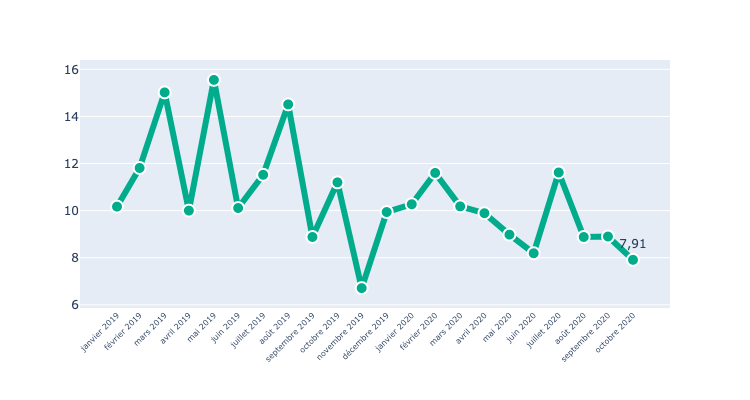 16
14
12
10
8
6
7,91
janvier 2019
février 2019
mars 2019
avril 2019
mai 2019
juin 2019
juillet 2019
août 2019
septembre 2019
octobre 2019
novembre 2019
décembre 2019
janvier 2020
février 2020
mars 2020
avril 2020
mai 2020
juin 2020
juillet 2020
août 2020
septembre 2020
octobre 2020